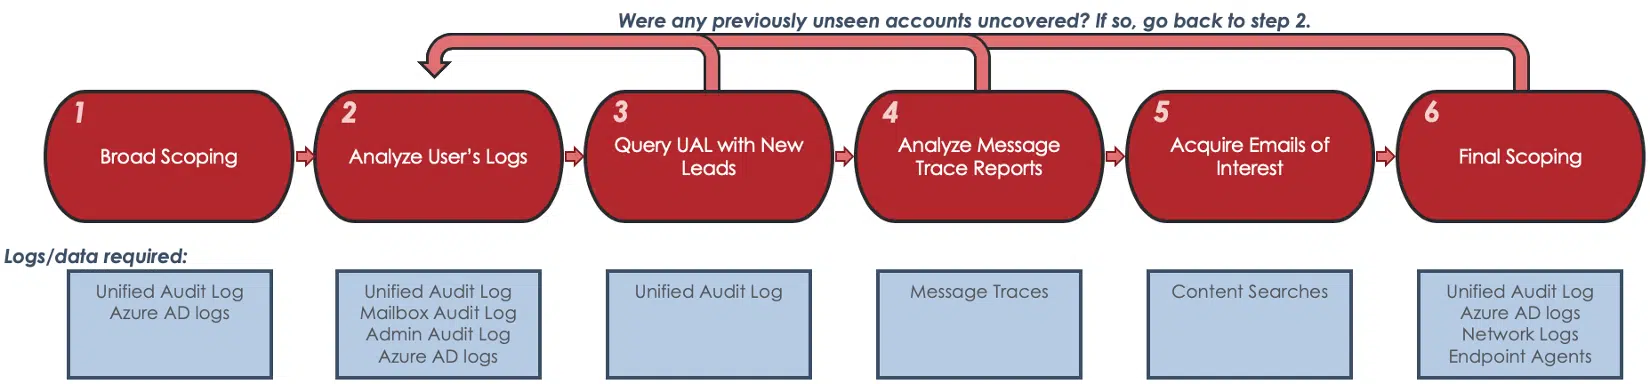 Were any previously unseen accounts uncovered? If so, go back to step 2.
1
Broad Scoping
2
Analyze User's Logs
3
Query UAL with New
Leads
4
Analyze Message
Trace Reports
5
Acquire Emails of
Interest
6
Final Scoping
Logs/data required:
Unified Audit Log
Azure AD logs
Unified Audit Log
Mailbox Audit Log
Admin Audit Log
Azure AD logs
Unified Audit Log
Message Traces
Content Searches
Unified Audit Log
Azure AD logs
Network Logs
Endpoint Agents